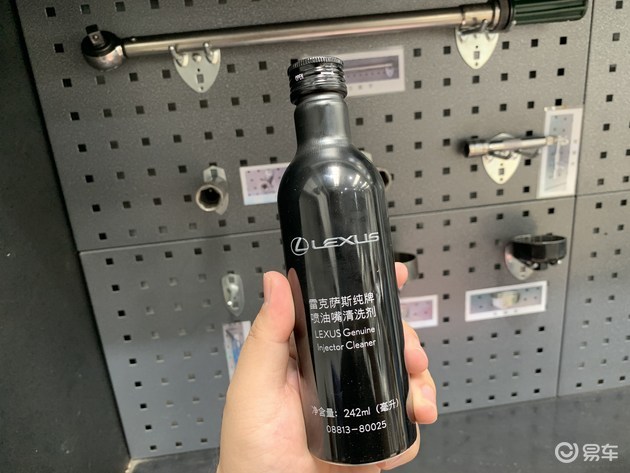 LEXUS
雷克萨斯纯牌
喷油嘴清洗剂
LEXUS Genuine
Injector Cleaner
净含量：242ml（毫升）
08813-80025
易车